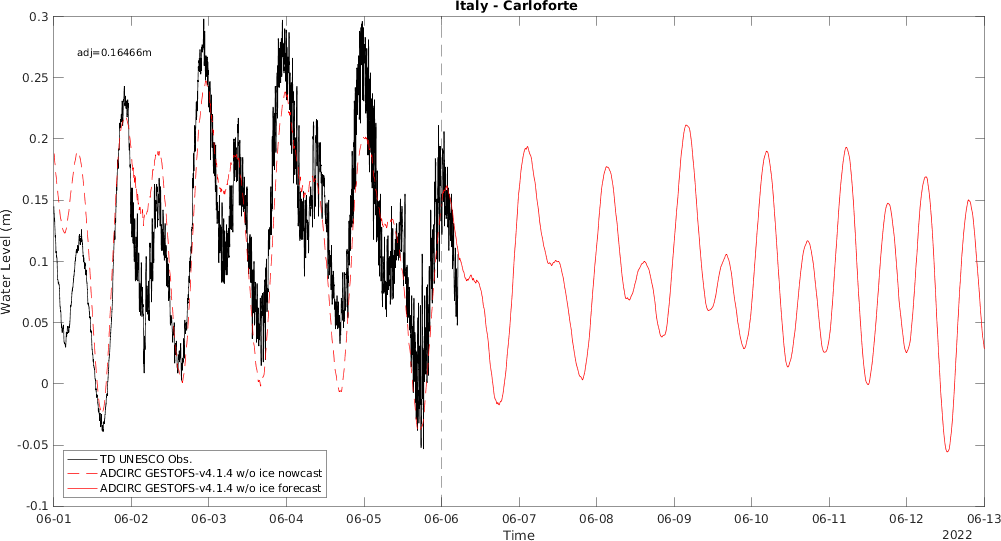 Italy - Carloforte
adj=0.16466m
0.3
0.25
0.2
0.15
0.1
0.05
0
-0.05
-0.1
Water Level (m)
TD UNESCO Obs.
ADCIRC GESTOFS-v4.1.4 w/o ice nowcast
ADCIRC GESTOFS-v4.1.4 w/o ice forecast
06-01 06-02 06-03 06-04 06-05 06-06 06-07 06-08 06-09 06-10 06-11 06-12 06-13
Time
2022